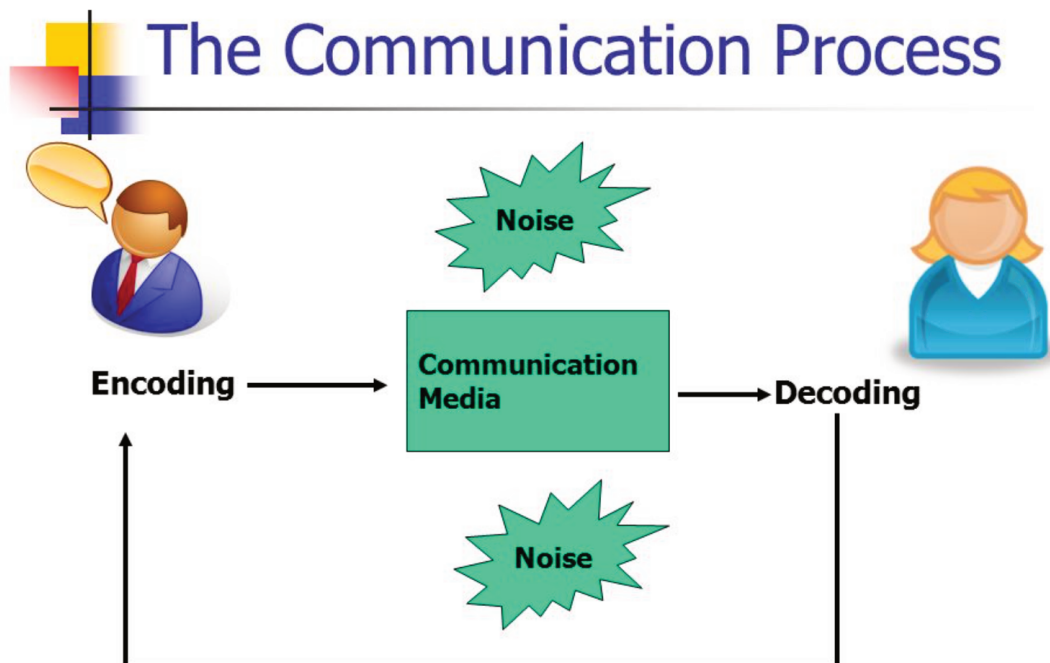 The Communication Process
Noise
Communication
Media
Encoding
Decoding
Noise